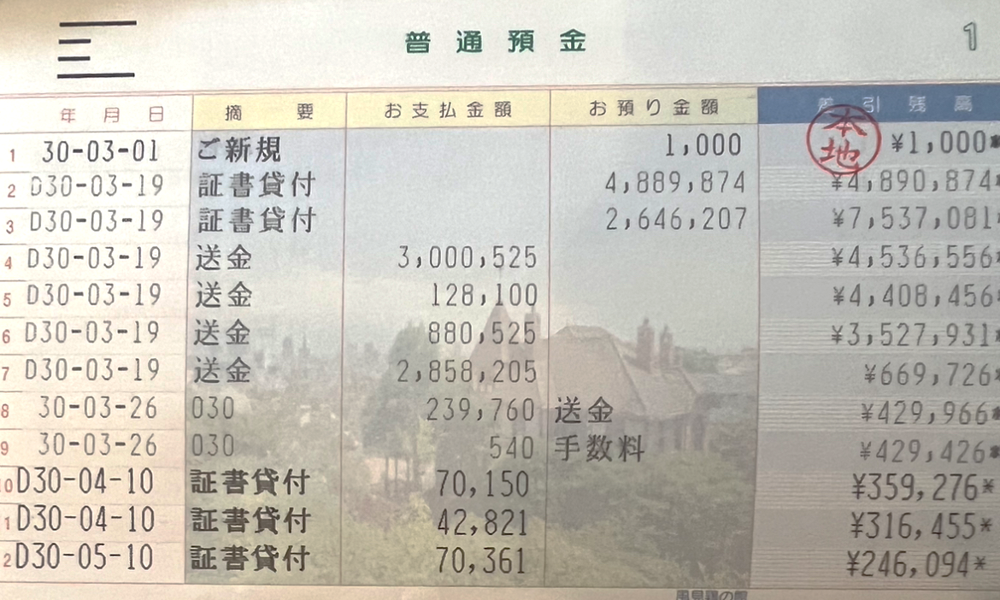 普通預金 1
年月日 摘要 お支払金額 お預り金額 差引残高
本地
1 30-03-01 ご新規 1,000 ¥1,000*
2 D30-03-19 証書貸付 4,889,874 ¥4,890,874*
3 D30-03-19 証書貸付 2,646,207 ¥7,537,081*
4 D30-03-19 送金 3,000,525 ¥4,536,556*
5 D30-03-19 送金 128,100 ¥4,408,456*
6 D30-03-19 送金 880,525 ¥3,527,931*
7 D30-03-19 送金 2,858,205 ¥669,726*
8 30-03-26 030 239,760 送金 ¥429,966*
9 30-03-26 030 540 手数料 ¥429,426*
10 D30-04-10 証書貸付 70,150 ¥359,276*
11 D30-04-10 証書貸付 42,821 ¥316,455*
12 D30-05-10 証書貸付 70,361 ¥246,094*
風見鶏の館